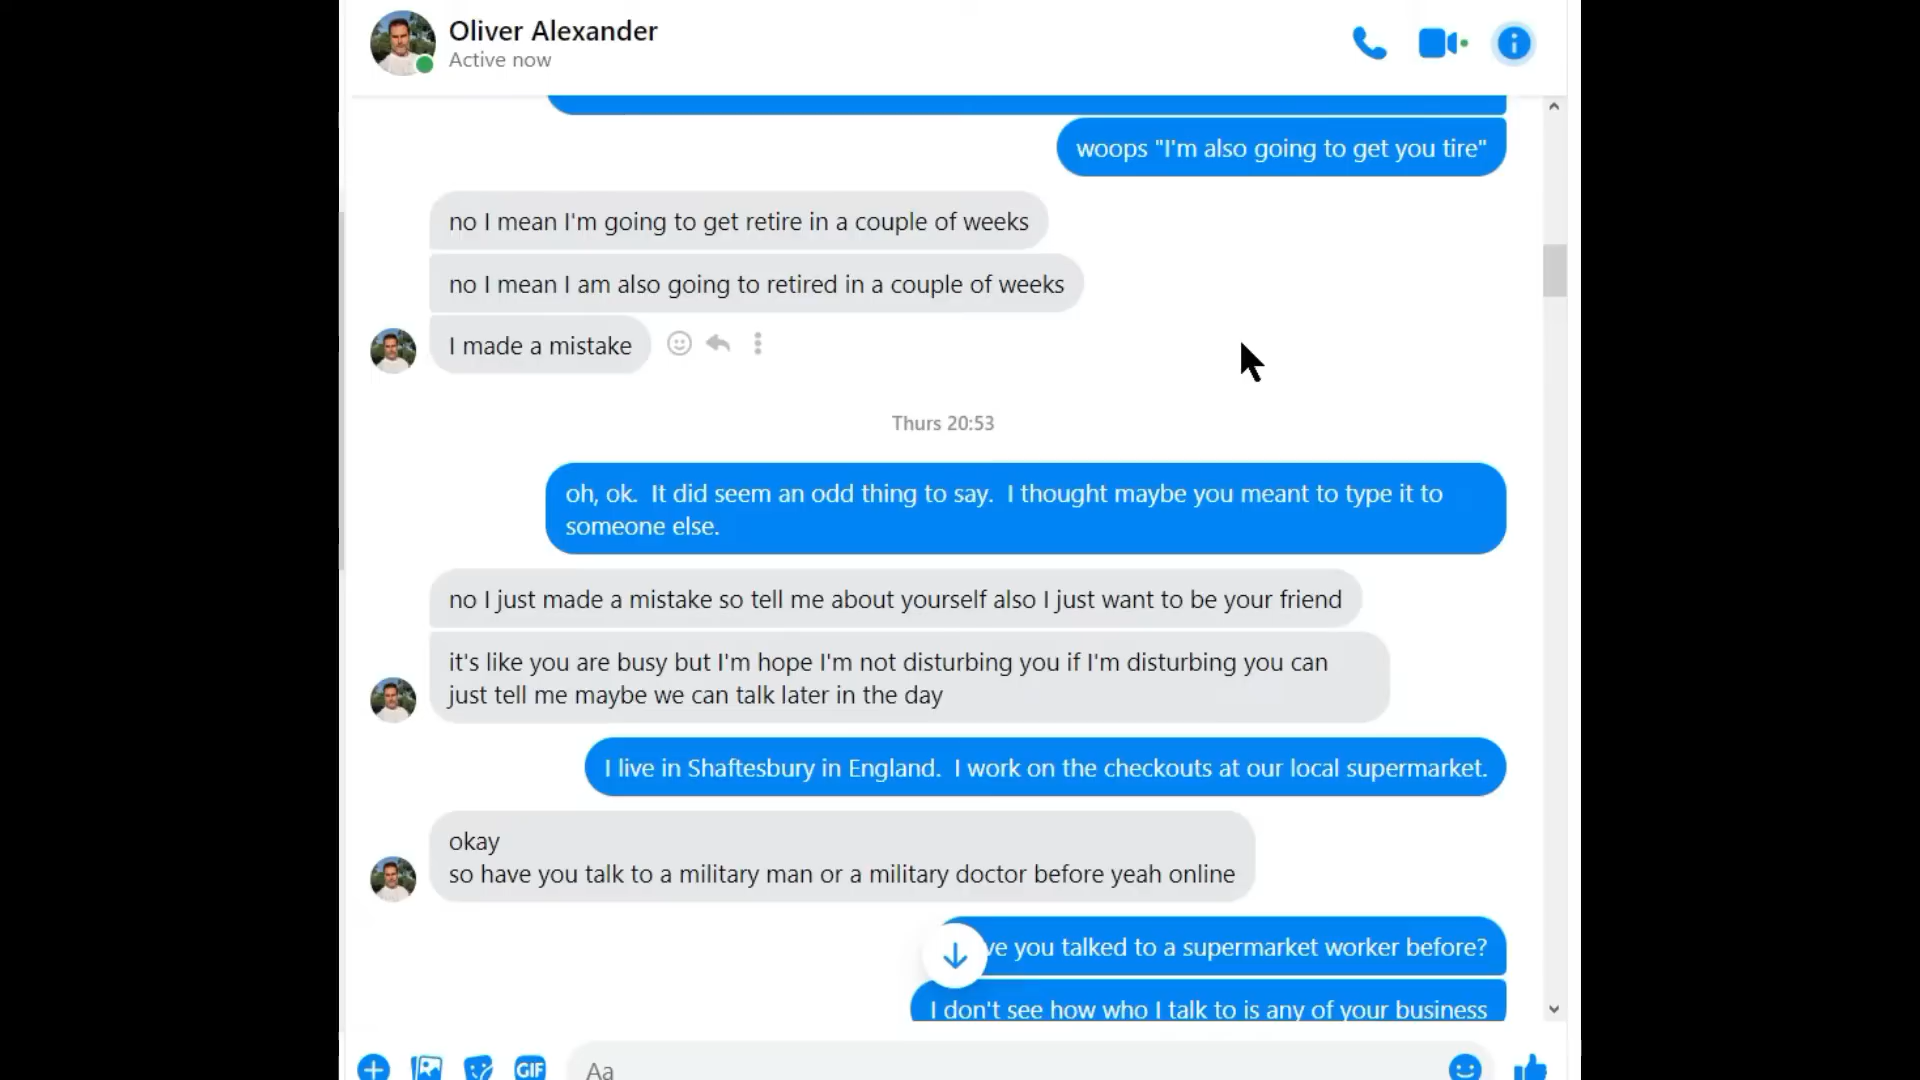 Oliver Alexander
Active now
woops "I'm also going to get you tire"
no I mean I'm going to get retire in a couple of weeks
no I mean I am also going to retired in a couple of weeks
I made a mistake
Thurs 20:53
oh, ok. It did seem an odd thing to say. I thought maybe you meant to type it to
someone else.
no I just made a mistake so tell me about yourself also I just want to be your friend
it's like you are busy but I'm hope I'm not disturbing you if I'm disturbing you can
just tell me maybe we can talk later in the day
I live in Shaftesbury in England. I work on the checkouts at our local supermarket.
okay
so have you talk to a military man or a military doctor before yeah online
you talked to a supermarket worker before?
I don't see how who I talk to is any of your business
GIF
Aa